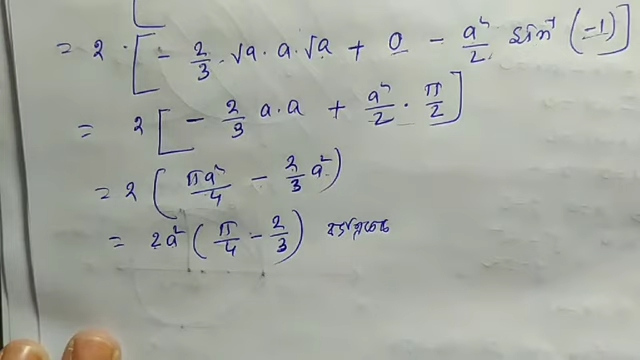 = 2 · [ - 2/3 · √a · a · √a + 0 - a²/2 sin⁻¹ (-1) ]
= 2 [ - 2/3 a·a + a²/2 · π/2 ]
= 2 ( πa²/4 - 2/3 a² )
= 2a² ( π/4 - 2/3 )